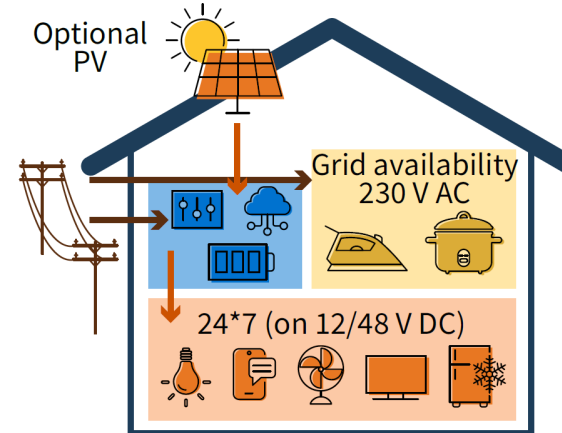 Optional
PV
Grid availability
230 V AC
24*7 (on 12/48 V DC)